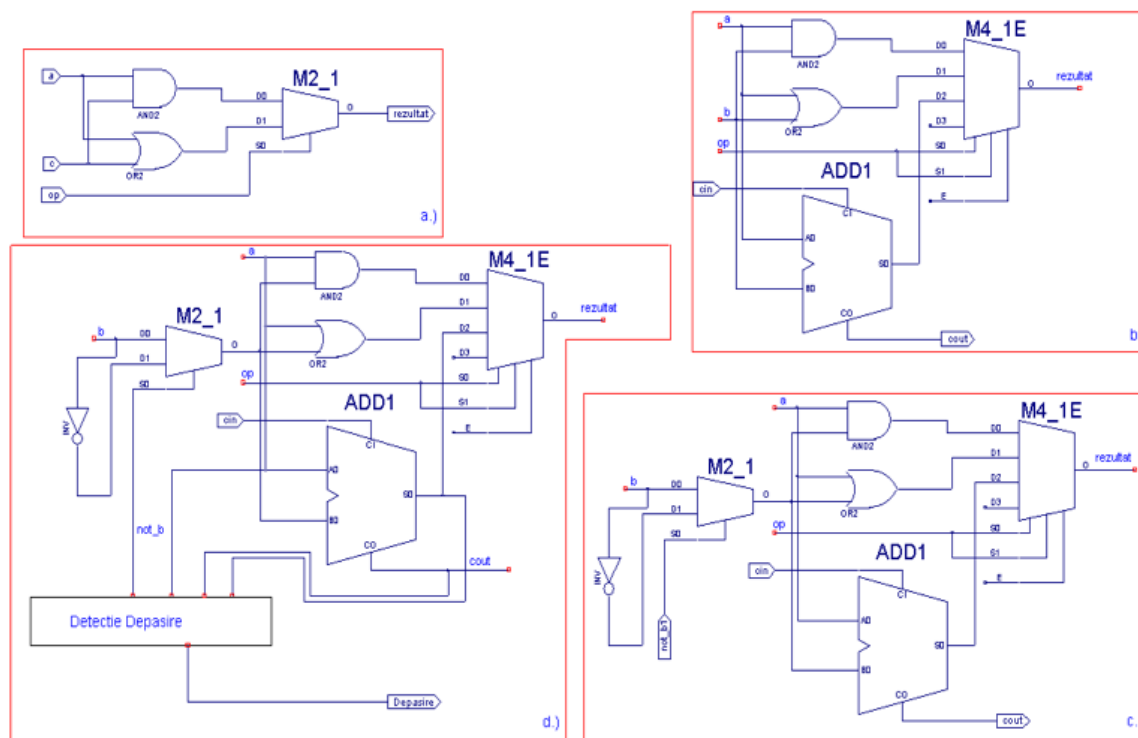 a
c
op
AND2
OR2
M2_1
D0
D1
S0
O
rezultat
a.)
a
b
op
cin
AND2
OR2
M4_1E
D0
D1
D2
D3
S0
S1
E
O
rezultat
ADD1
CI
A0
B0
S0
CO
cout
b
a
b
M2_1
D0
D1
S0
O
INV
not_b
AND2
OR2
M4_1E
D0
D1
D2
D3
S0
S1
E
O
rezultat
op
cin
ADD1
CI
A0
B0
S0
CO
cout
Detectie Depasire
Depasire
d.)
a
b
M2_1
D0
D1
S0
O
INV
not_b1
AND2
OR2
M4_1E
D0
D1
D2
D3
S0
S1
E
O
rezultat
op
cin
ADD1
CI
A0
B0
S0
CO
cout
c.